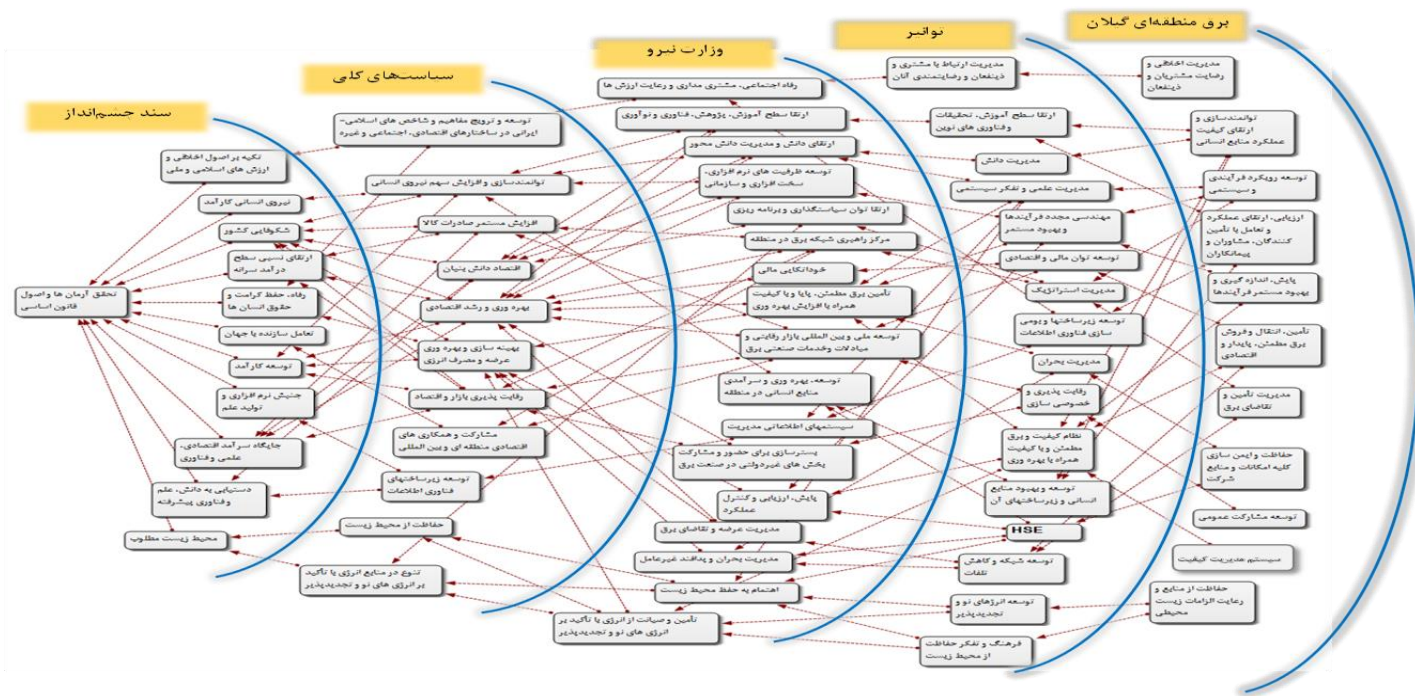 برق منطقه‌ای گیلان
توانیر
وزارت نیرو
سیاست‌های کلی
سند چشم‌انداز
مدیریت اخلاقی و
رضایت مشتریان و
ذینفعان
توانمندسازی و
ارتقای کیفیت
عملکرد منابع انسانی
توسعه رویکرد فرآیندی
و سیستمی
ارزیابی، ارتقای عملکرد
و تعامل با تأمین
کنندگان، مشاوران و
پیمانکاران
پایش، اندازه گیری و
بهبود مستمر فرآیندها
تأمین، انتقال و فروش
برق مطمئن، پایدار و
اقتصادی
مدیریت تأمین و
تقاضای برق
حفاظت و ایمن سازی
کلیه امکانات و منابع
شرکت
توسعه مشارکت عمومی
سیستم مدیریت کیفیت
حفاظت از منابع و
رعایت الزامات زیست
محیطی
مدیریت ارتباط با مشتری و
ذینفعان و رضایتمندی آنان
ارتقا سطح آموزش، تحقیقات
و فناوری های نوین
مدیریت دانش
مدیریت علمی و تفکر سیستمی
مهندسی مجدد فرآیندها
و بهبود مستمر
توسعه توان مالی و اقتصادی
مدیریت استراتژیک
توسعه زیرساختها و بومی
سازی فناوری اطلاعات
مدیریت بحران
رقابت پذیری و
خصوصی سازی
نظام کیفیت و برق
مطمئن و با کیفیت
همراه با بهره وری
توسعه و بهبود منابع
انسانی و زیرساختهای آن
HSE
توسعه شبکه و کاهش
تلفات
توسعه انرژهای نو و
تجدیدپذیر
فرهنگ و تفکر حفاظت
از محیط زیست
رفاه اجتماعی، مشتری مداری و رعایت ارزش ها
ارتقا سطح آموزش، پژوهش، فناوری و نوآوری
ارتقای دانش و مدیریت دانش محور
توسعه ظرفیت های نرم افزاری،
سخت افزاری و سازمانی
ارتقا توان سیاستگذاری و برنامه ریزی
مرکز راهبری شبکه برق در منطقه
خوداتکایی مالی
تأمین برق مطمئن، پایا و با کیفیت
همراه با افزایش بهره وری
توسعه ملی و بین المللی بازار رقابتی و
مبادلات وخدمات صنعتی برق
توسعه، بهره وری و سرآمدی
منابع انسانی در منطقه
سیستمهای اطلاعاتی مدیریت
بسترسازی برای حضور و مشارکت
بخش های غیردولتی در صنعت برق
پایش، ارزیابی و کنترل
عملکرد
مدیریت عرضه و تقاضای برق
مدیریت بحران و پدافند غیرعامل
اهتمام به حفظ محیط زیست
تأمین و صیانت از انرژی با تأکید بر
انرژی های نو و تجدیدپذیر
توسعه و ترویج مفاهیم و شاخص های اسلامی-
ایرانی در ساختارهای اقتصادی، اجتماعی و غیره
توانمندسازی و افزایش سهم نیروی انسانی
افزایش مستمر صادرات کالا
اقتصاد دانش بنیان
بهره وری و رشد اقتصادی
بهینه سازی و بهره وری
عرضه و مصرف انرژی
رقابت پذیری بازار و اقتصاد
مشارکت و همکاری های
اقتصادی منطقه ای و بین المللی
توسعه زیرساختهای
فناوری اطلاعات
حفاظت از محیط زیست
تنوع در منابع انرژی با تأکید
بر انرژی های نو و تجدیدپذیر
تکیه بر اصول اخلاقی و
ارزش های اسلامی و ملی
نیروی انسانی کارآمد
شکوفایی کشور
ارتقای نسبی سطح
درآمد سرانه
رفاه، حفظ کرامت و
حقوق انسان ها
تعامل سازنده با جهان
توسعه کارآمد
جنبش نرم افزاری و
تولید علم
جایگاه سرآمد اقتصادی،
علمی و فناوری
دستیابی به دانش، علم
و فناوری پیشرفته
محیط زیست مطلوب
تحقق آرمان ها و اصول
قانون اساسی